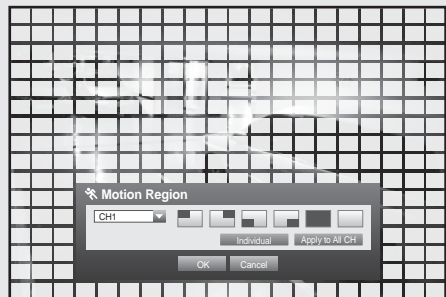 Motion Region
CH1
Individual
Apply to All CH
OK
Cancel